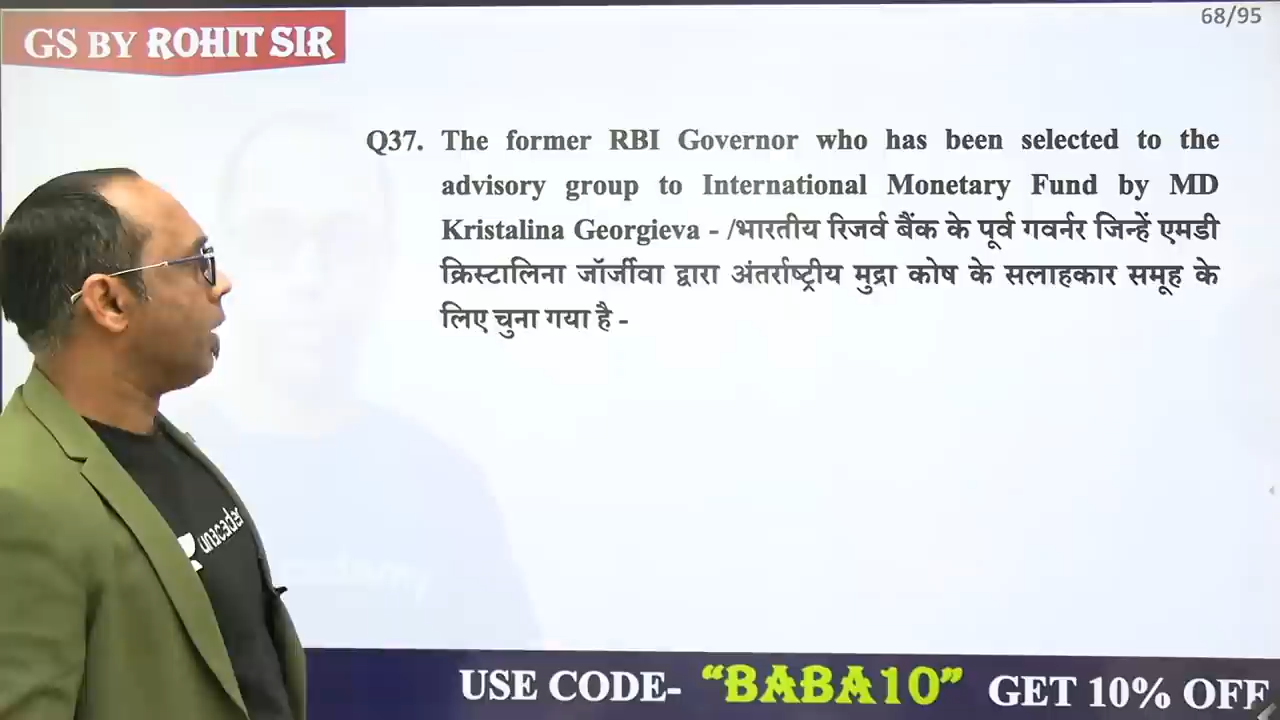 68/95
GS BY ROHIT SIR
Q37. The former RBI Governor who has been selected to the
advisory group to International Monetary Fund by MD
Kristalina Georgieva - /भारतीय रिजर्व बैंक के पूर्व गवर्नर जिन्हें एमडी
क्रिस्टालिना जॉर्जीवा द्वारा अंतर्राष्ट्रीय मुद्रा कोष के सलाहकार समूह के
लिए चुना गया है -
unacademy
USE CODE- “BABA10” GET 10% OFF